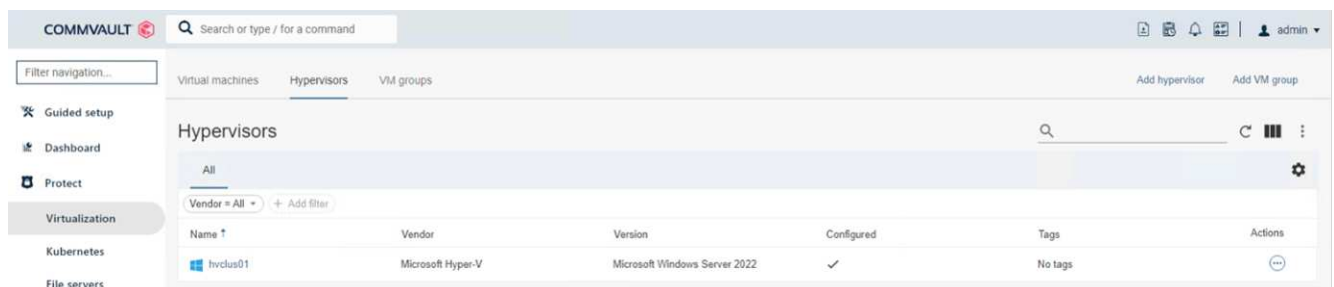 COMMVAULT
Search or type / for a command
admin
Filter navigation...
Virtual machines Hypervisors VM groups
Add hypervisor Add VM group
Guided setup
Dashboard
Protect
Virtualization
Kubernetes
File servers
Hypervisors
All
Vendor = All + Add filter
Name ↑ Vendor Version Configured Tags Actions
hvclus01 Microsoft Hyper-V Microsoft Windows Server 2022 No tags